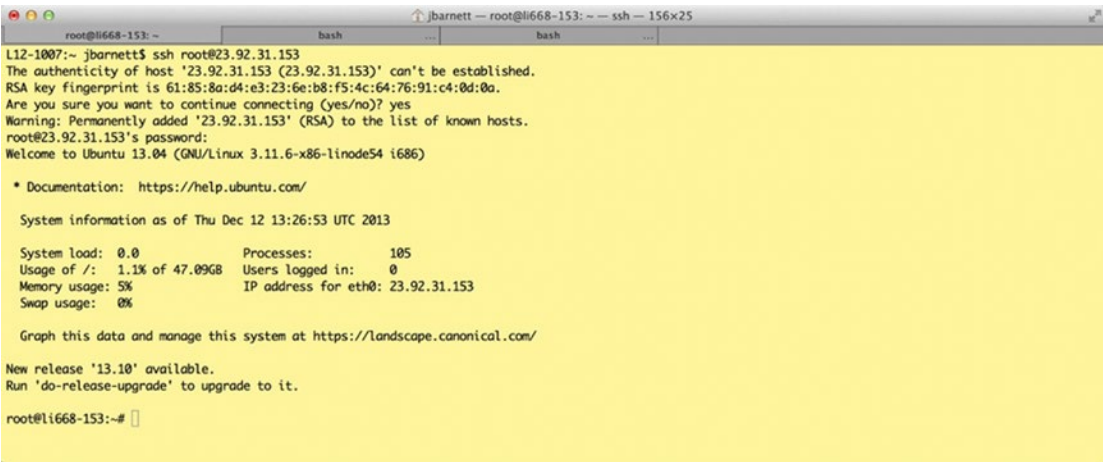 jbarnett — root@li668-153: ~ — ssh — 156×25
root@li668-153: ~ bash ... bash ...
L12-1007:~ jbarnett$ ssh root@23.92.31.153
The authenticity of host '23.92.31.153 (23.92.31.153)' can't be established.
RSA key fingerprint is 61:85:8a:d4:e3:23:6e:b8:f5:4c:64:76:91:c4:0d:0a.
Are you sure you want to continue connecting (yes/no)? yes
Warning: Permanently added '23.92.31.153' (RSA) to the list of known hosts.
root@23.92.31.153's password:
Welcome to Ubuntu 13.04 (GNU/Linux 3.11.6-x86-linode54 i686)
* Documentation: https://help.ubuntu.com/
System information as of Thu Dec 12 13:26:53 UTC 2013
System load: 0.0 Processes: 105
Usage of /: 1.1% of 47.09GB Users logged in: 0
Memory usage: 5% IP address for eth0: 23.92.31.153
Swap usage: 0%
Graph this data and manage this system at https://landscape.canonical.com/
New release '13.10' available.
Run 'do-release-upgrade' to upgrade to it.
root@li668-153:~#